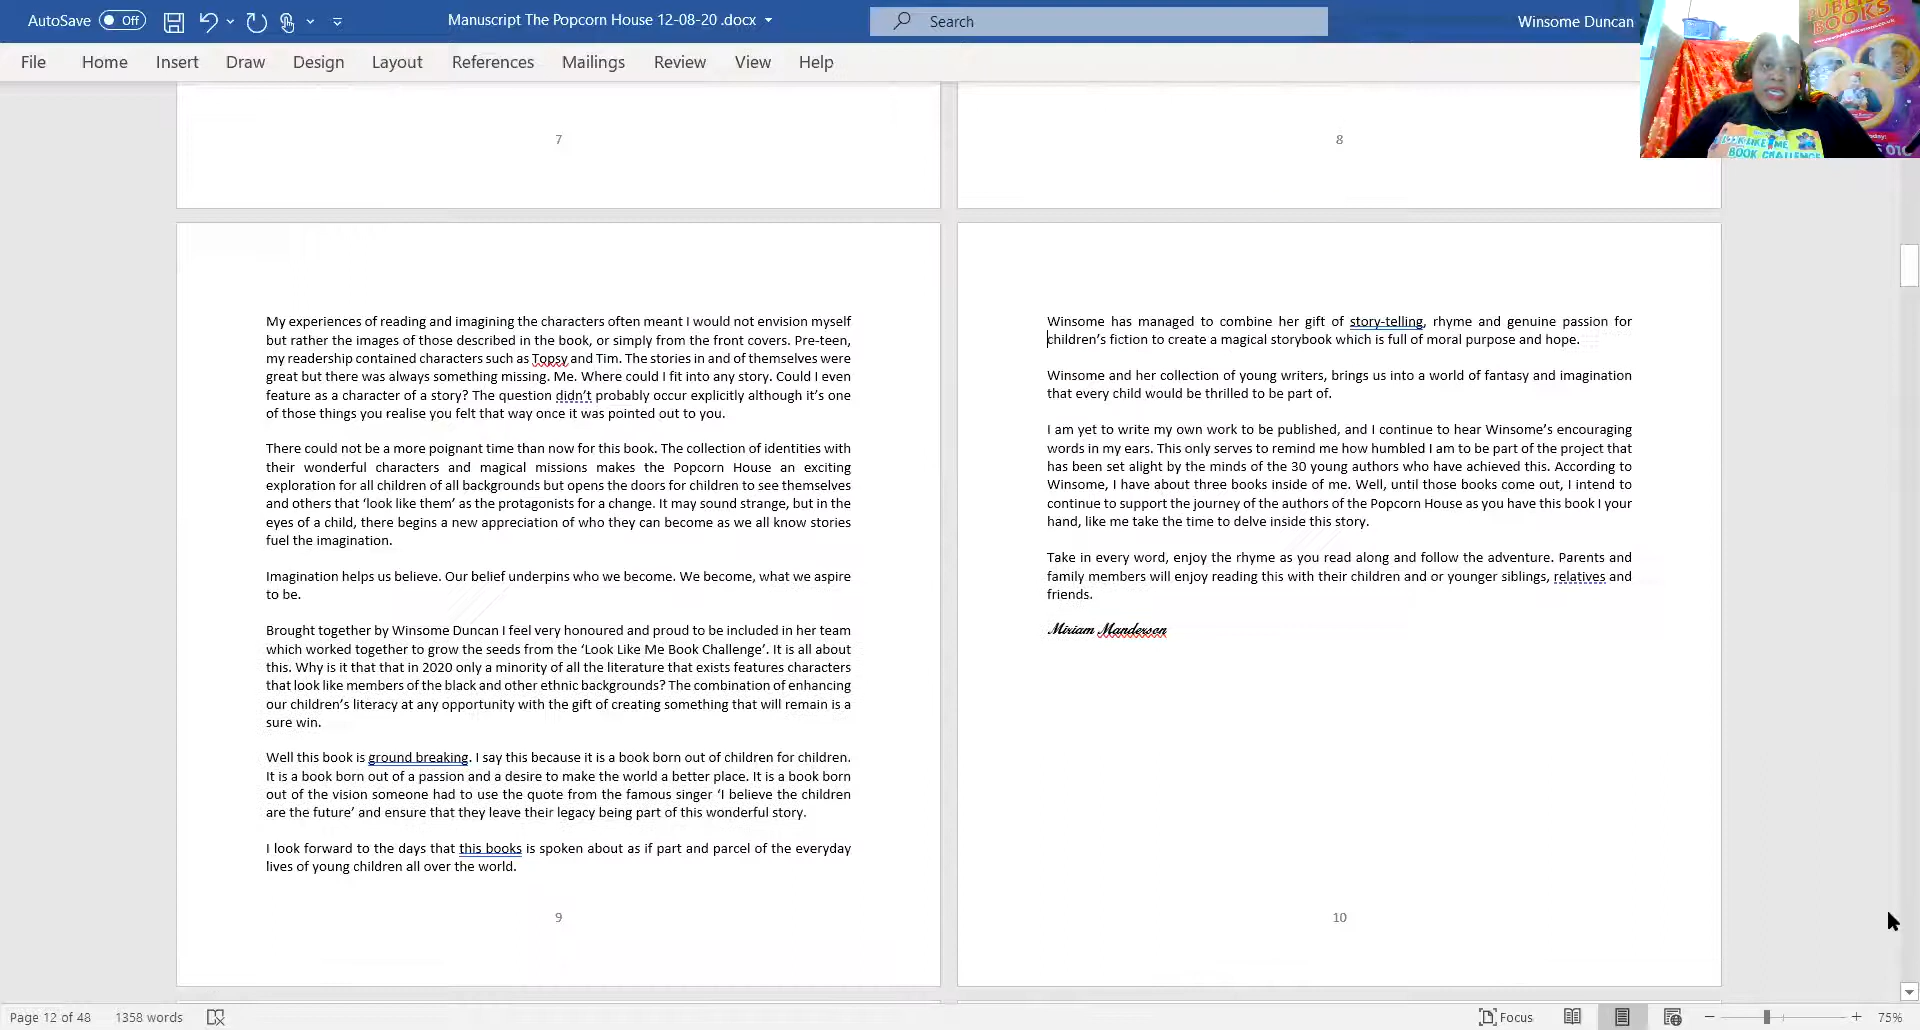 AutoSave Off
Manuscript The Popcorn House 12-08-20 .docx
Search
Winsome Duncan
File Home Insert Draw Design Layout References Mailings Review View Help
BOOKS
LOOK LIKE ME
BOOK CHALLENGE
7
8
My experiences of reading and imagining the characters often meant I would not envision myself
but rather the images of those described in the book, or simply from the front covers. Pre-teen,
my readership contained characters such as Topsy and Tim. The stories in and of themselves were
great but there was always something missing. Me. Where could I fit into any story. Could I even
feature as a character of a story? The question didn't probably occur explicitly although it's one
of those things you realise you felt that way once it was pointed out to you.
There could not be a more poignant time than now for this book. The collection of identities with
their wonderful characters and magical missions makes the Popcorn House an exciting
exploration for all children of all backgrounds but opens the doors for children to see themselves
and others that 'look like them' as the protagonists for a change. It may sound strange, but in the
eyes of a child, there begins a new appreciation of who they can become as we all know stories
fuel the imagination.
Imagination helps us believe. Our belief underpins who we become. We become, what we aspire
to be.
Brought together by Winsome Duncan I feel very honoured and proud to be included in her team
which worked together to grow the seeds from the 'Look Like Me Book Challenge'. It is all about
this. Why is it that that in 2020 only a minority of all the literature that exists features characters
that look like members of the black and other ethnic backgrounds? The combination of enhancing
our children's literacy at any opportunity with the gift of creating something that will remain is a
sure win.
Well this book is ground breaking. I say this because it is a book born out of children for children.
It is a book born out of a passion and a desire to make the world a better place. It is a book born
out of the vision someone had to use the quote from the famous singer 'I believe the children
are the future' and ensure that they leave their legacy being part of this wonderful story.
I look forward to the days that this books is spoken about as if part and parcel of the everyday
lives of young children all over the world.
9
Winsome has managed to combine her gift of story-telling, rhyme and genuine passion for
children's fiction to create a magical storybook which is full of moral purpose and hope.
Winsome and her collection of young writers, brings us into a world of fantasy and imagination
that every child would be thrilled to be part of.
I am yet to write my own work to be published, and I continue to hear Winsome's encouraging
words in my ears. This only serves to remind me how humbled I am to be part of the project that
has been set alight by the minds of the 30 young authors who have achieved this. According to
Winsome, I have about three books inside of me. Well, until those books come out, I intend to
continue to support the journey of the authors of the Popcorn House as you have this book I your
hand, like me take the time to delve inside this story.
Take in every word, enjoy the rhyme as you read along and follow the adventure. Parents and
family members will enjoy reading this with their children and or younger siblings, relatives and
friends.
Miriam Manderson
10
Page 12 of 48 1358 words
Focus
75%